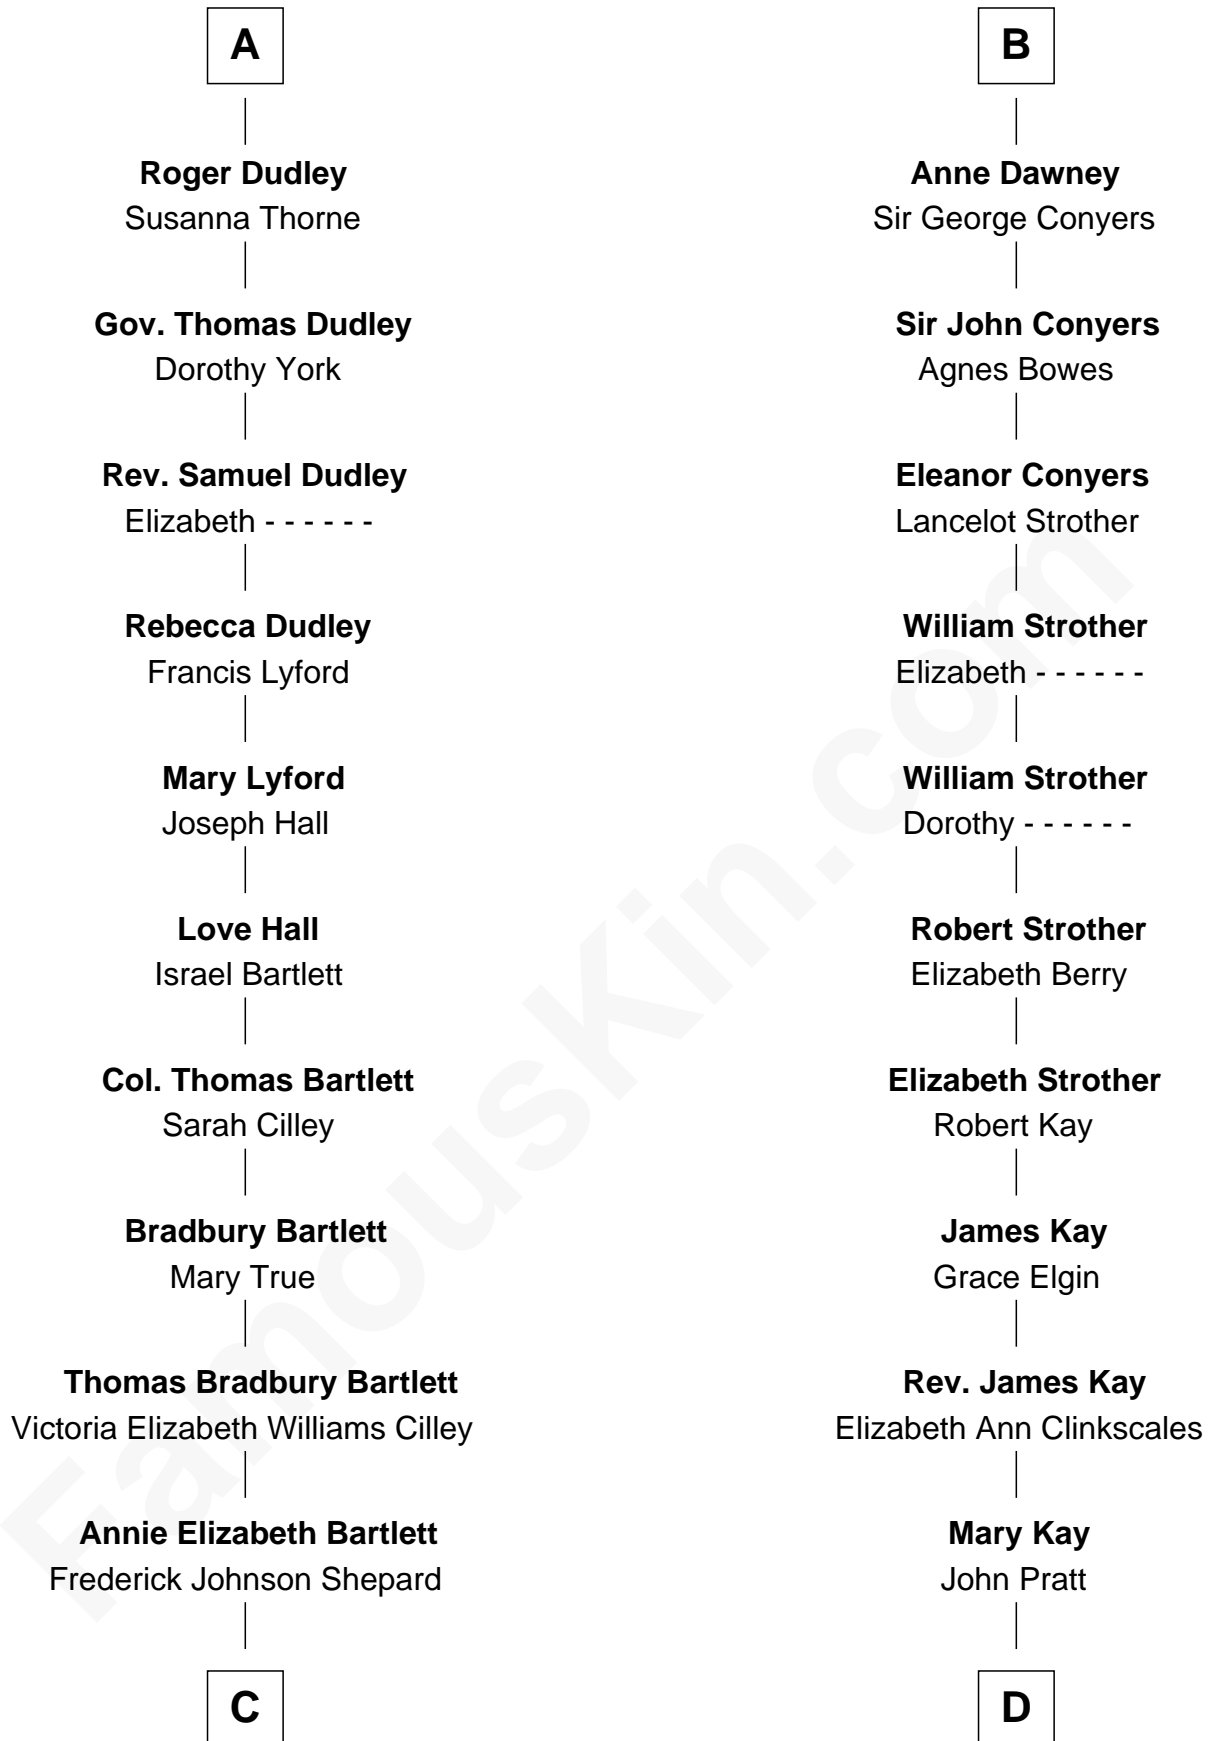 A
Roger Dudley
Susanna Thorne
Gov. Thomas Dudley
Dorothy York
Rev. Samuel Dudley
Elizabeth - - - - - -
Rebecca Dudley
Francis Lyford
Mary Lyford
Joseph Hall
Love Hall
Israel Bartlett
Col. Thomas Bartlett
Sarah Cilley
Bradbury Bartlett
Mary True
Thomas Bradbury Bartlett
Victoria Elizabeth Williams Cilley
Annie Elizabeth Bartlett
Frederick Johnson Shepard
C
B
Anne Dawney
Sir George Conyers
Sir John Conyers
Agnes Bowes
Eleanor Conyers
Lancelot Strother
William Strother
Elizabeth - - - - - -
William Strother
Dorothy - - - - - -
Robert Strother
Elizabeth Berry
Elizabeth Strother
Robert Kay
James Kay
Grace Elgin
Rev. James Kay
Elizabeth Ann Clinkscales
Mary Kay
John Pratt
D
FamousKin.com